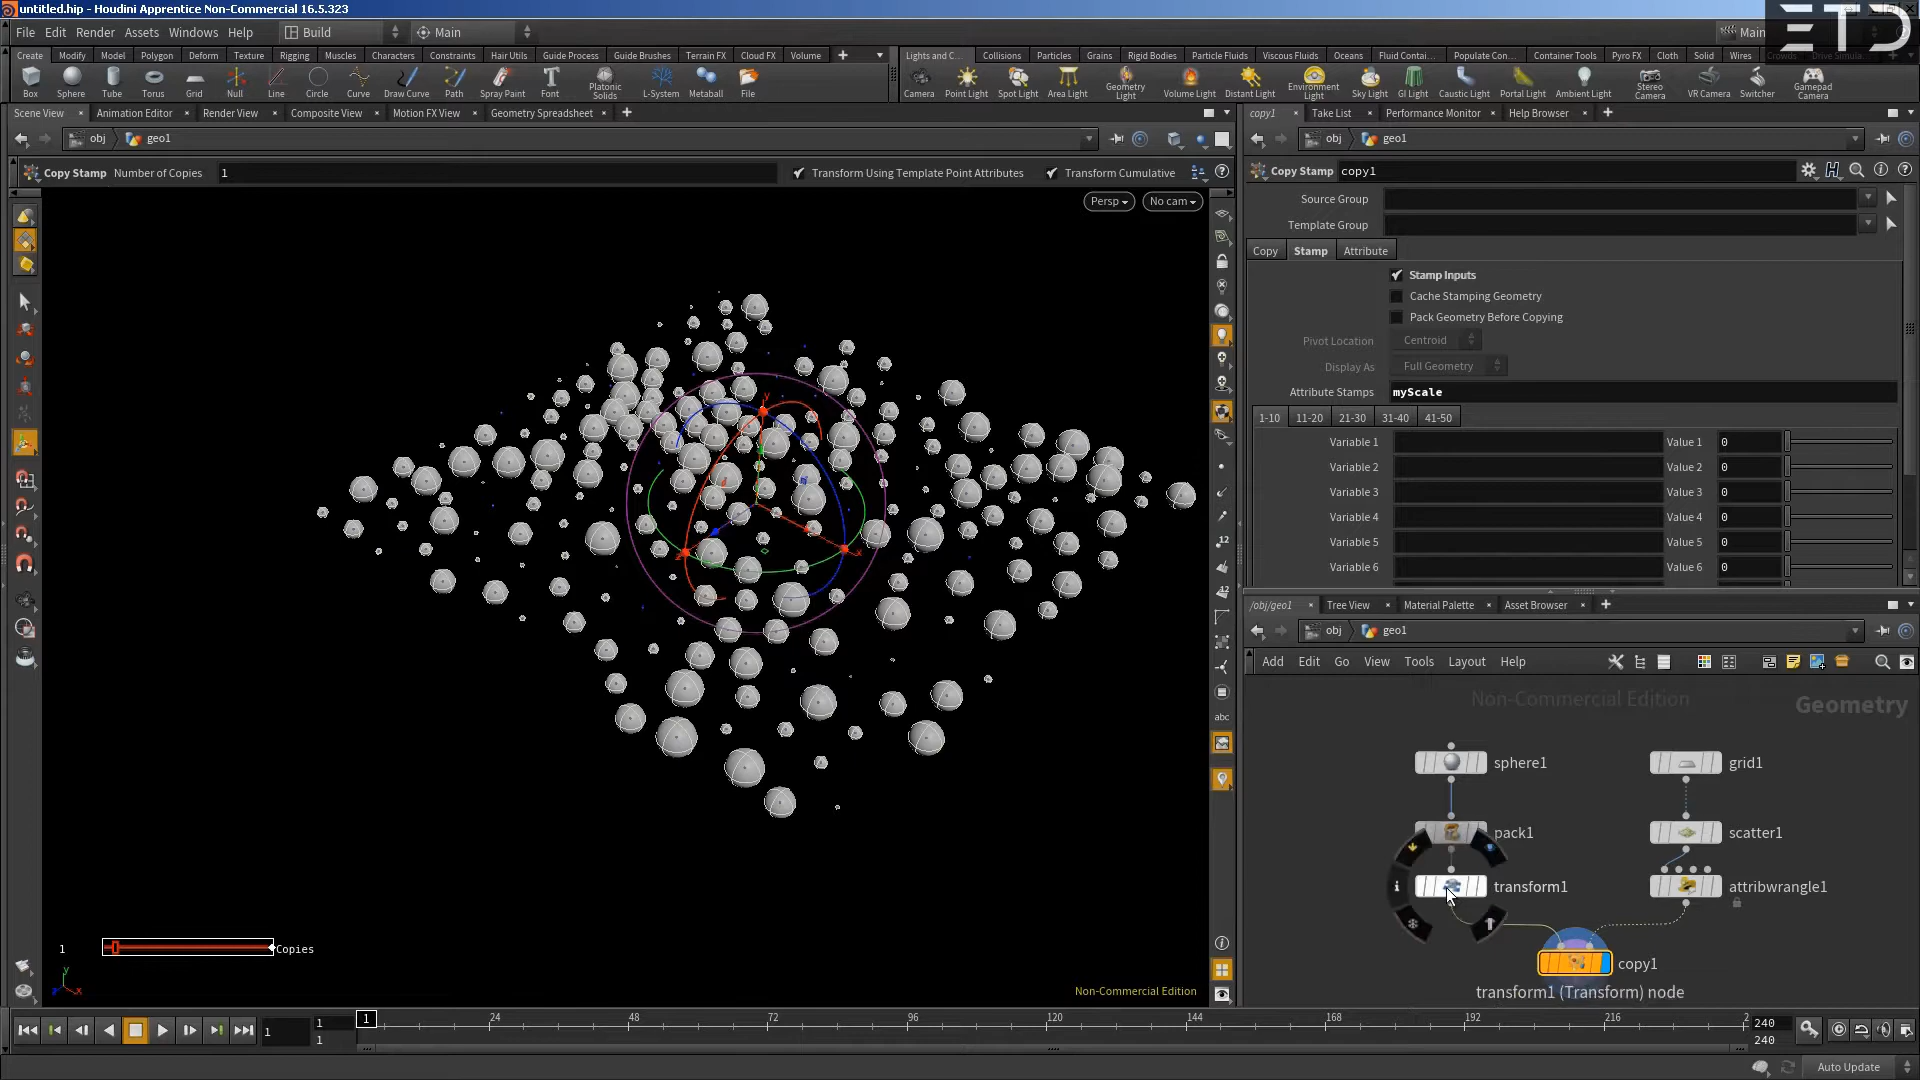 untitled.hip - Houdini Apprentice Non-Commercial 16.5.323
ETD
File Edit Render Assets Windows Help Build Main Main
Create Modify Model Polygon Deform Texture Rigging Muscles Characters Constraints Hair Utils Guide Process Guide Brushes Terrain FX Cloud FX Volume
Lights and C... Collisions Particles Grains Rigid Bodies Particle Fluids Viscous Fluids Oceans Fluid Contai... Populate Con... Container Tools Pyro FX Cloth Solid Wires Crowds Drive Simula...
Box Sphere Tube Torus Grid Null Line Circle Curve Draw Curve Path Spray Paint Font Platonic Solids L-System Metaball File
Camera Point Light Spot Light Area Light Geometry Light Volume Light Distant Light Environment Light Sky Light GI Light Caustic Light Portal Light Ambient Light Stereo Camera VR Camera Switcher Gamepad Camera
Scene View Animation Editor Render View Composite View Motion FX View Geometry Spreadsheet
obj geo1
Copy Stamp Number of Copies 1 Transform Using Template Point Attributes Transform Cumulative
Persp No cam
y
x
z
1 Copies
y
z x
Non-Commercial Edition
12
42
abc
copy1 Take List Performance Monitor Help Browser
obj geo1
Copy Stamp copy1
Source Group
Template Group
Copy Stamp Attribute
Stamp Inputs
Cache Stamping Geometry
Pack Geometry Before Copying
Pivot Location Centroid
Display As Full Geometry
Attribute Stamps myScale
1-10 11-20 21-30 31-40 41-50
Variable 1 Value 1 0
Variable 2 Value 2 0
Variable 3 Value 3 0
Variable 4 Value 4 0
Variable 5 Value 5 0
Variable 6 Value 6 0
/obj/geo1 Tree View Material Palette Asset Browser
obj geo1
Add Edit Go View Tools Layout Help
Non-Commercial Edition
Geometry
sphere1 grid1
pack1 scatter1
transform1 attribwrangle1
copy1
transform1 (Transform) node
1 1 1 1 24 48 72 96 120 144 168 192 216 2 240
240
Auto Update